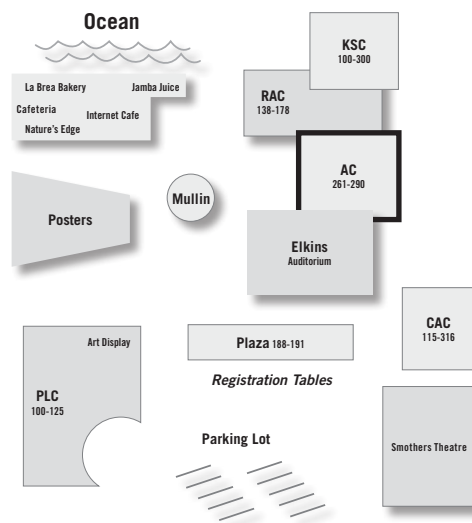 Ocean
KSC
100-300
La Brea Bakery
Jamba Juice
RAC
138-178
Cafeteria
Internet Cafe
Nature's Edge
AC
261-290
Mullin
Posters
Elkins
Auditorium
CAC
115-316
Art Display
Plaza 188-191
Registration Tables
PLC
100-125
Parking Lot
Smothers Theatre